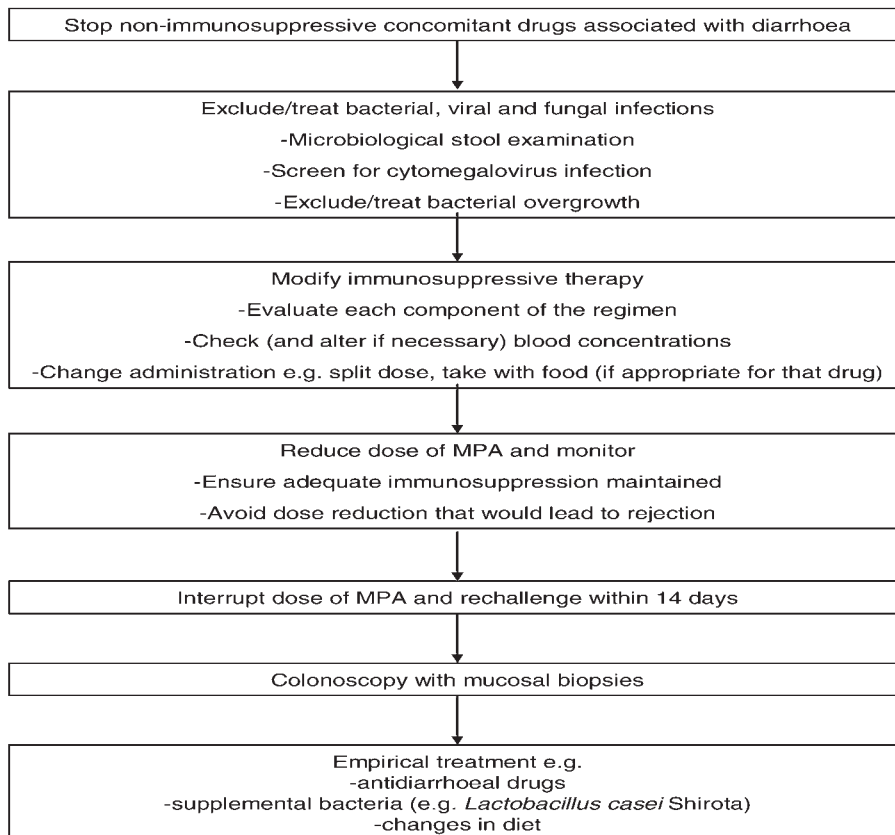 Stop non-immunosuppressive concomitant drugs associated with diarrhoea
Exclude/treat bacterial, viral and fungal infections
-Microbiological stool examination
-Screen for cytomegalovirus infection
-Exclude/treat bacterial overgrowth
Modify immunosuppressive therapy
-Evaluate each component of the regimen
-Check (and alter if necessary) blood concentrations
-Change administration e.g. split dose, take with food (if appropriate for that drug)
Reduce dose of MPA and monitor
-Ensure adequate immunosuppression maintained
-Avoid dose reduction that would lead to rejection
Interrupt dose of MPA and rechallenge within 14 days
Colonoscopy with mucosal biopsies
Empirical treatment e.g.
-antidiarrhoeal drugs
-supplemental bacteria (e.g. Lactobacillus casei Shirota)
-changes in diet